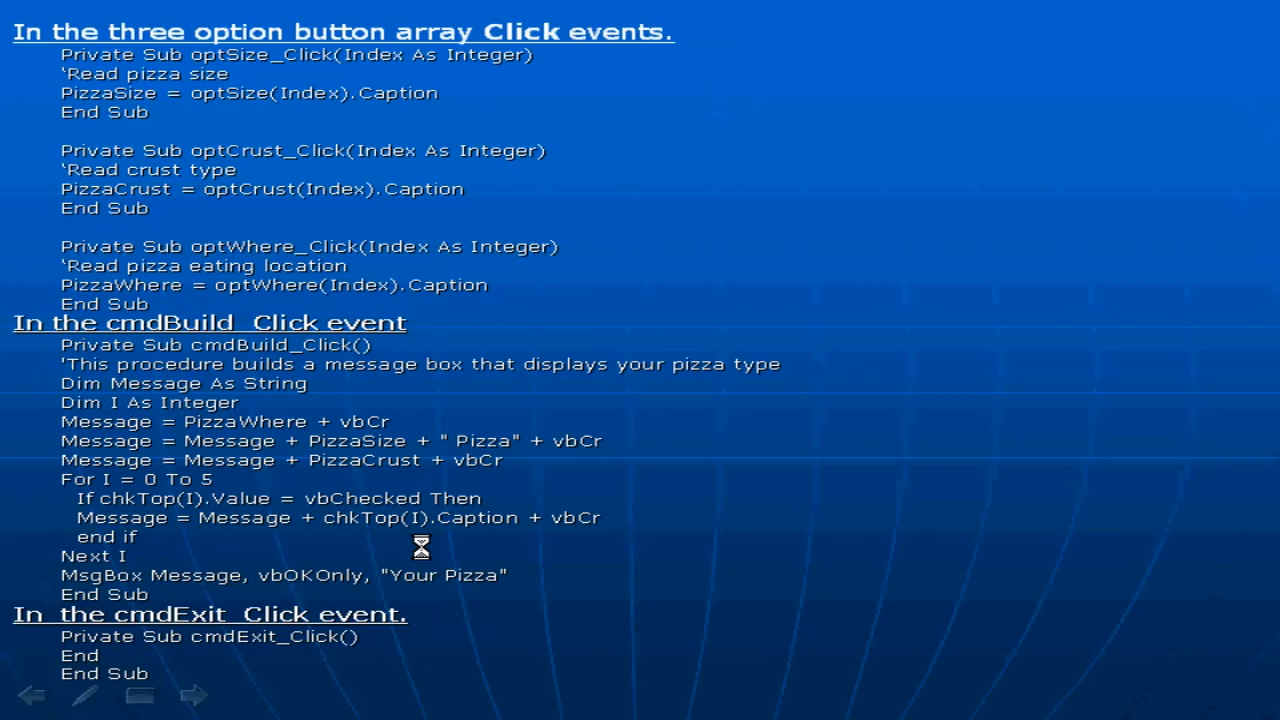 In the three option button array Click events.
Private Sub optSize_Click(Index As Integer)
‘Read pizza size
PizzaSize = optSize(Index).Caption
End Sub
Private Sub optCrust_Click(Index As Integer)
‘Read crust type
PizzaCrust = optCrust(Index).Caption
End Sub
Private Sub optWhere_Click(Index As Integer)
‘Read pizza eating location
PizzaWhere = optWhere(Index).Caption
End Sub
In the cmdBuild_Click event
Private Sub cmdBuild_Click()
'This procedure builds a message box that displays your pizza type
Dim Message As String
Dim I As Integer
Message = PizzaWhere + vbCr
Message = Message + PizzaSize + " Pizza" + vbCr
Message = Message + PizzaCrust + vbCr
For I = 0 To 5
If chkTop(I).Value = vbChecked Then
Message = Message + chkTop(I).Caption + vbCr
end if
Next I
MsgBox Message, vbOKOnly, "Your Pizza"
End Sub
In the cmdExit_Click event.
Private Sub cmdExit_Click()
End
End Sub